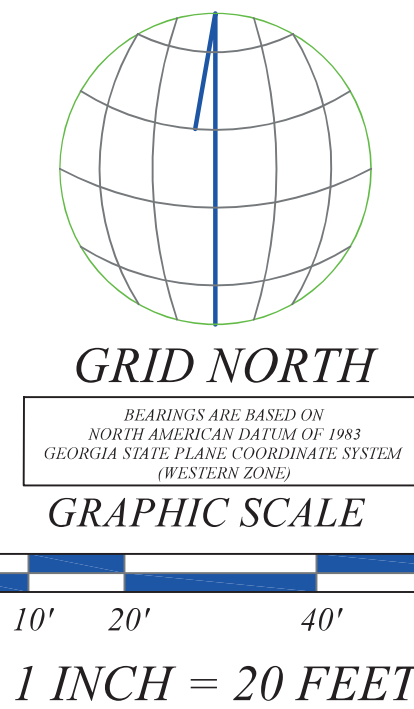 GRID NORTH
BEARINGS ARE BASED ON
NORTH AMERICAN DATUM OF 1983
GEORGIA STATE PLANE COORDINATE SYSTEM
(WESTERN ZONE)
GRAPHIC SCALE
10' 20' 40'
1 INCH = 20 FEET